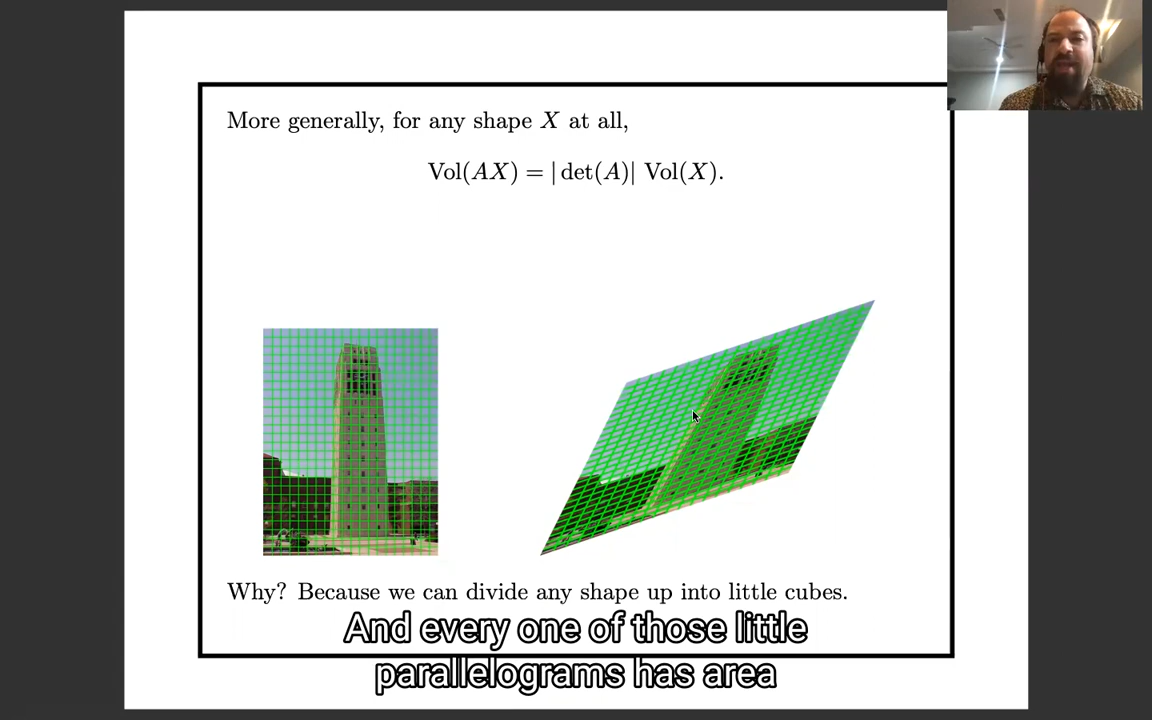 More generally, for any shape X at all,
Vol(AX) = | det(A)| Vol(X).
Why? Because we can divide any shape up into little cubes.
And every one of those little
parallelograms has area